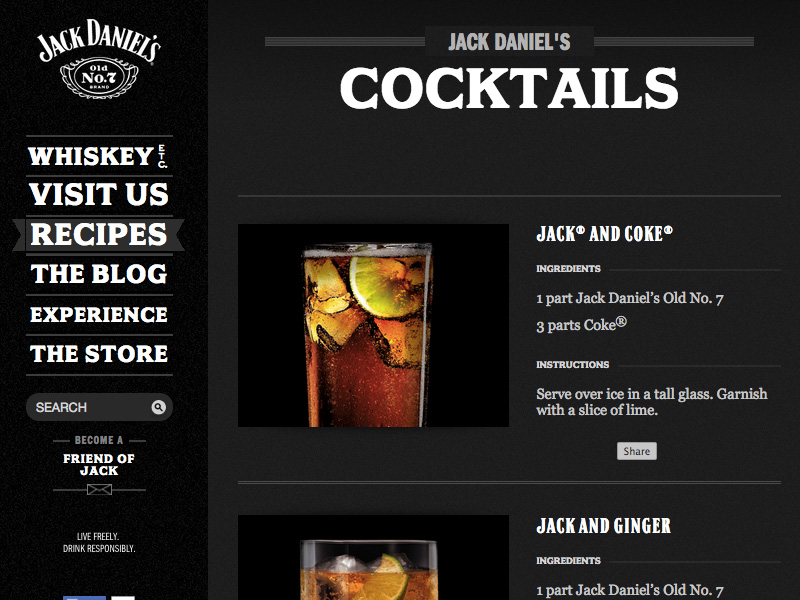 JACK DANIEL'S
Old
No. 7
BRAND
WHISKEY ETC.
VISIT US
RECIPES
THE BLOG
EXPERIENCE
THE STORE
SEARCH
BECOME A
FRIEND OF
JACK
LIVE FREELY.
DRINK RESPONSIBLY.
JACK DANIEL'S
COCKTAILS
JACK® AND COKE®
INGREDIENTS
1 part Jack Daniel’s Old No. 7
3 parts Coke®
INSTRUCTIONS
Serve over ice in a tall glass. Garnish
with a slice of lime.
Share
JACK AND GINGER
INGREDIENTS
1 part Jack Daniel’s Old No. 7